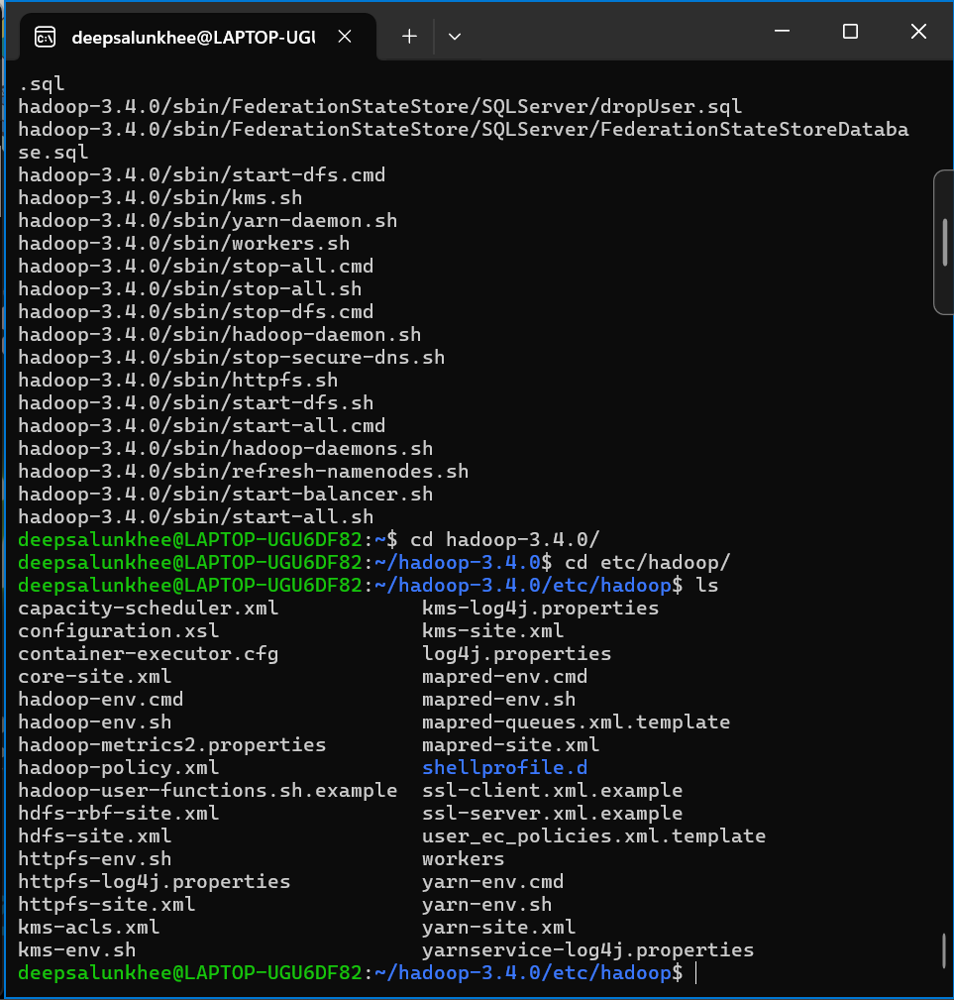 deepsalunkhee@LAPTOP-UGU
.sql
hadoop-3.4.0/sbin/FederationStateStore/SQLServer/dropUser.sql
hadoop-3.4.0/sbin/FederationStateStore/SQLServer/FederationStateStoreDataba
se.sql
hadoop-3.4.0/sbin/start-dfs.cmd
hadoop-3.4.0/sbin/kms.sh
hadoop-3.4.0/sbin/yarn-daemon.sh
hadoop-3.4.0/sbin/workers.sh
hadoop-3.4.0/sbin/stop-all.cmd
hadoop-3.4.0/sbin/stop-all.sh
hadoop-3.4.0/sbin/stop-dfs.cmd
hadoop-3.4.0/sbin/hadoop-daemon.sh
hadoop-3.4.0/sbin/stop-secure-dns.sh
hadoop-3.4.0/sbin/httpfs.sh
hadoop-3.4.0/sbin/start-dfs.sh
hadoop-3.4.0/sbin/start-all.cmd
hadoop-3.4.0/sbin/hadoop-daemons.sh
hadoop-3.4.0/sbin/refresh-namenodes.sh
hadoop-3.4.0/sbin/start-balancer.sh
hadoop-3.4.0/sbin/start-all.sh
deepsalunkhee@LAPTOP-UGU6DF82:~$ cd hadoop-3.4.0/
deepsalunkhee@LAPTOP-UGU6DF82:~/hadoop-3.4.0$ cd etc/hadoop/
deepsalunkhee@LAPTOP-UGU6DF82:~/hadoop-3.4.0/etc/hadoop$ ls
capacity-scheduler.xml kms-log4j.properties
configuration.xsl kms-site.xml
container-executor.cfg log4j.properties
core-site.xml mapred-env.cmd
hadoop-env.cmd mapred-env.sh
hadoop-env.sh mapred-queues.xml.template
hadoop-metrics2.properties mapred-site.xml
hadoop-policy.xml shellprofile.d
hadoop-user-functions.sh.example ssl-client.xml.example
hdfs-rbf-site.xml ssl-server.xml.example
hdfs-site.xml user_ec_policies.xml.template
httpfs-env.sh workers
httpfs-log4j.properties yarn-env.cmd
httpfs-site.xml yarn-env.sh
kms-acls.xml yarn-site.xml
kms-env.sh yarnservice-log4j.properties
deepsalunkhee@LAPTOP-UGU6DF82:~/hadoop-3.4.0/etc/hadoop$